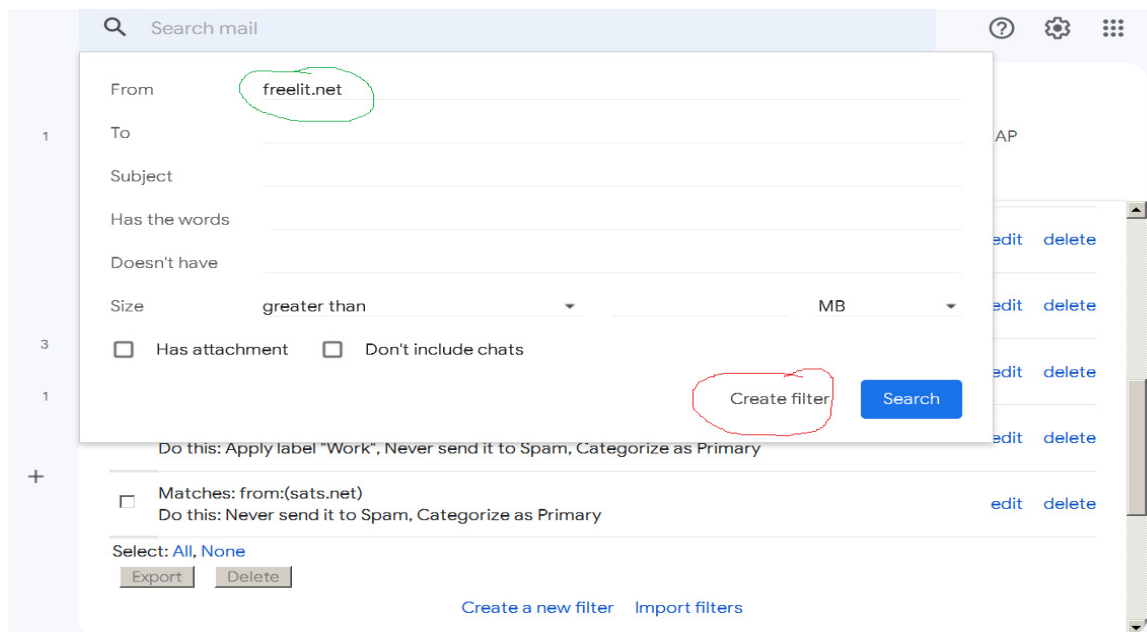 Search mail
From freelit.net
1
To
AP
Subject
Has the words
edit delete
Doesn't have
Size greater than MB
edit delete
3
Has attachment Don't include chats
edit delete
1
Create filter Search
edit delete
Do this: Apply label "Work", Never send it to Spam, Categorize as Primary
+
Matches: from:(sats.net)
edit delete
Do this: Never send it to Spam, Categorize as Primary
Select: All, None
Export Delete
Create a new filter Import filters